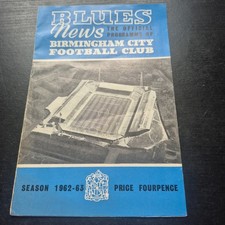 BLUES
News
THE OFFICIAL
PROGRAMME OF
BIRMINGHAM CITY
FOOTBALL CLUB
SEASON 1962-63 PRICE FOURPENCE